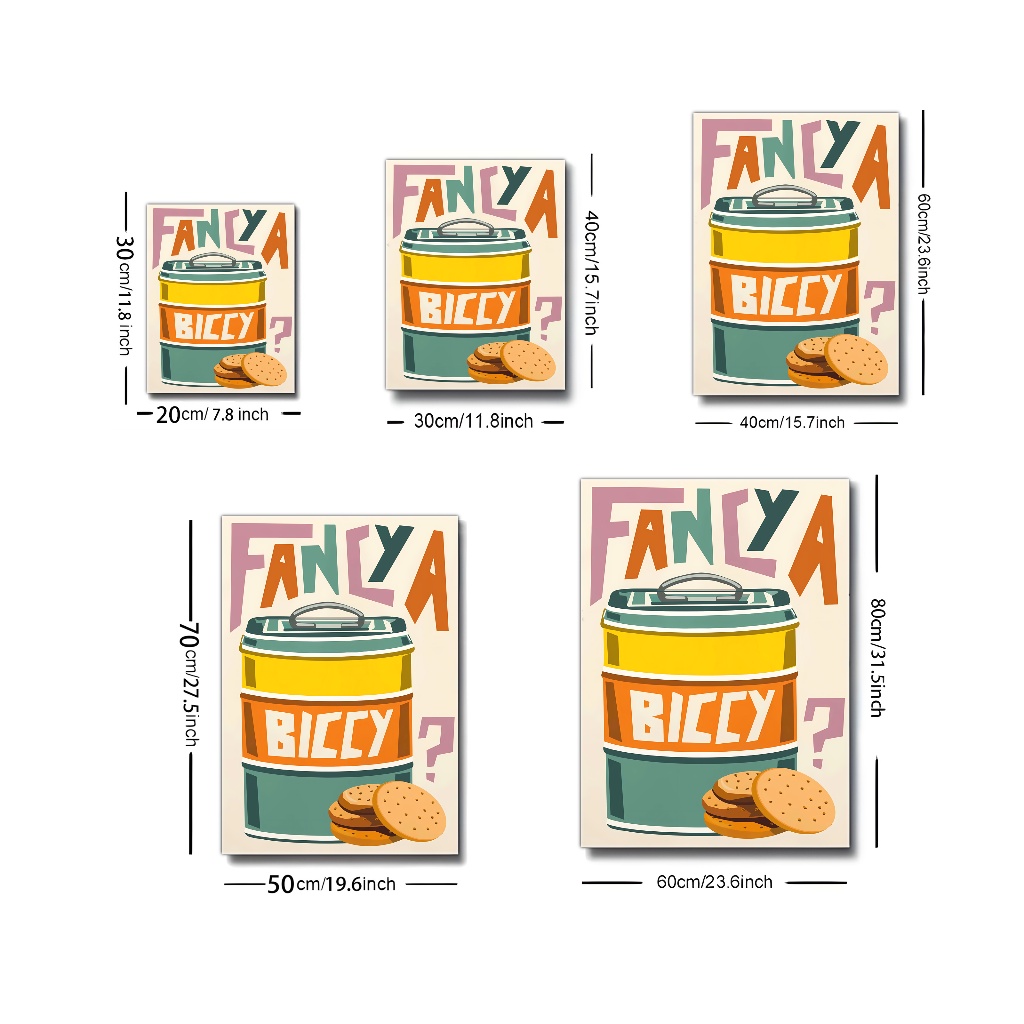 FANCY A
BICCY
?
30cm/11.8 inch
20cm/ 7.8 inch
FANCY A
BICCY
?
40cm/15.7inch
30cm/11.8inch
FANCY A
BICCY
?
60cm/23.6inch
40cm/15.7inch
FANCY A
BICCY
?
70cm/27.5inch
50cm/19.6inch
FANCY A
BICCY
?
80cm/31.5inch
60cm/23.6inch